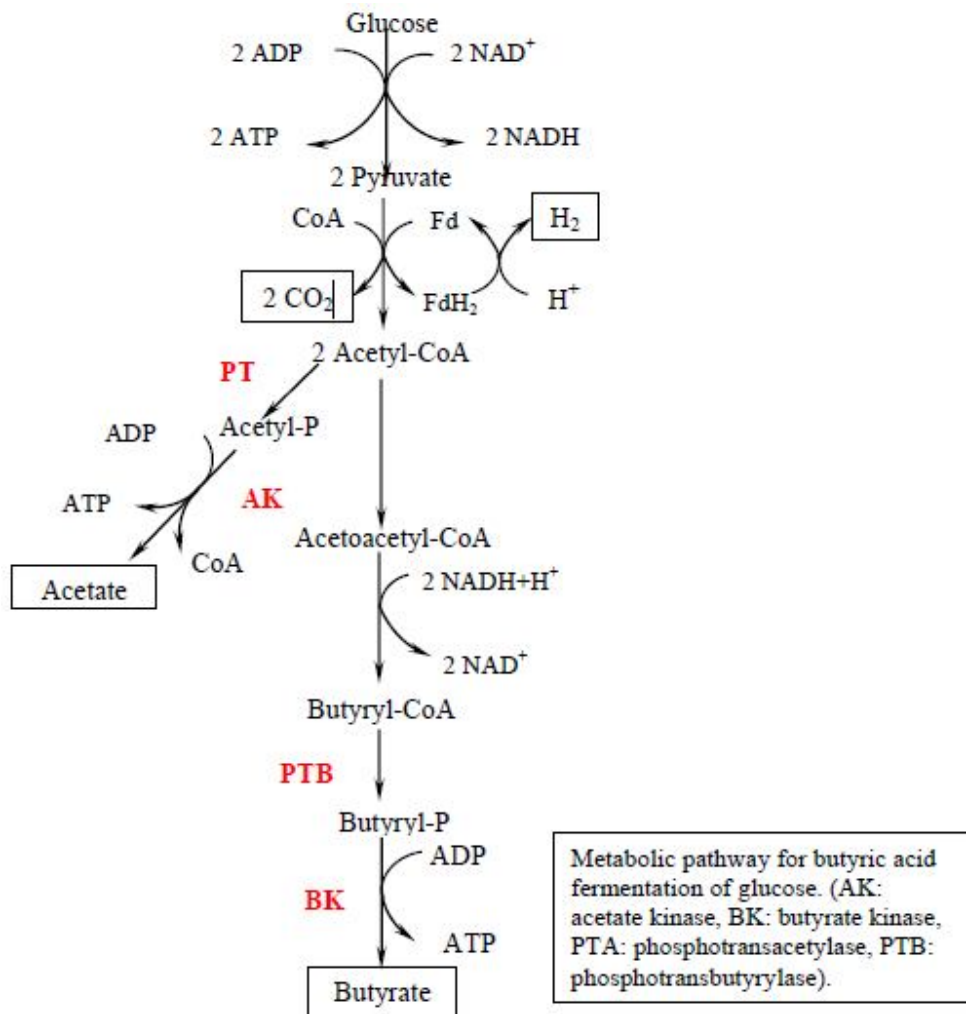 Glucose
2 ADP
2 NAD⁺
2 ATP
2 NADH
2 Pyruvate
CoA
Fd
H₂
2 CO₂
FdH₂
H⁺
2 Acetyl-CoA
PT
Acetyl-P
ADP
ATP
AK
CoA
Acetate
Acetoacetyl-CoA
2 NADH+H⁺
2 NAD⁺
Butyryl-CoA
PTB
Butyryl-P
ADP
BK
ATP
Butyrate
Metabolic pathway for butyric acid
fermentation of glucose. (AK:
acetate kinase, BK: butyrate kinase,
PTA: phosphotransacetylase, PTB:
phosphotransbutyrylase).